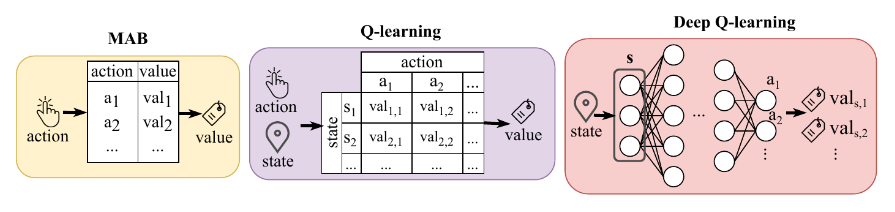 MAB
action value
a1 val1
a2 val2
... ...
action
value
Q-learning
action
a1 a2 ...
state
s1 val1,1 val1,2
s2 val2,1 val2,2
... ... ...
action
state
value
Deep Q-learning
s
state
...
a1
a2
⋮
vals,1
vals,2
⋮